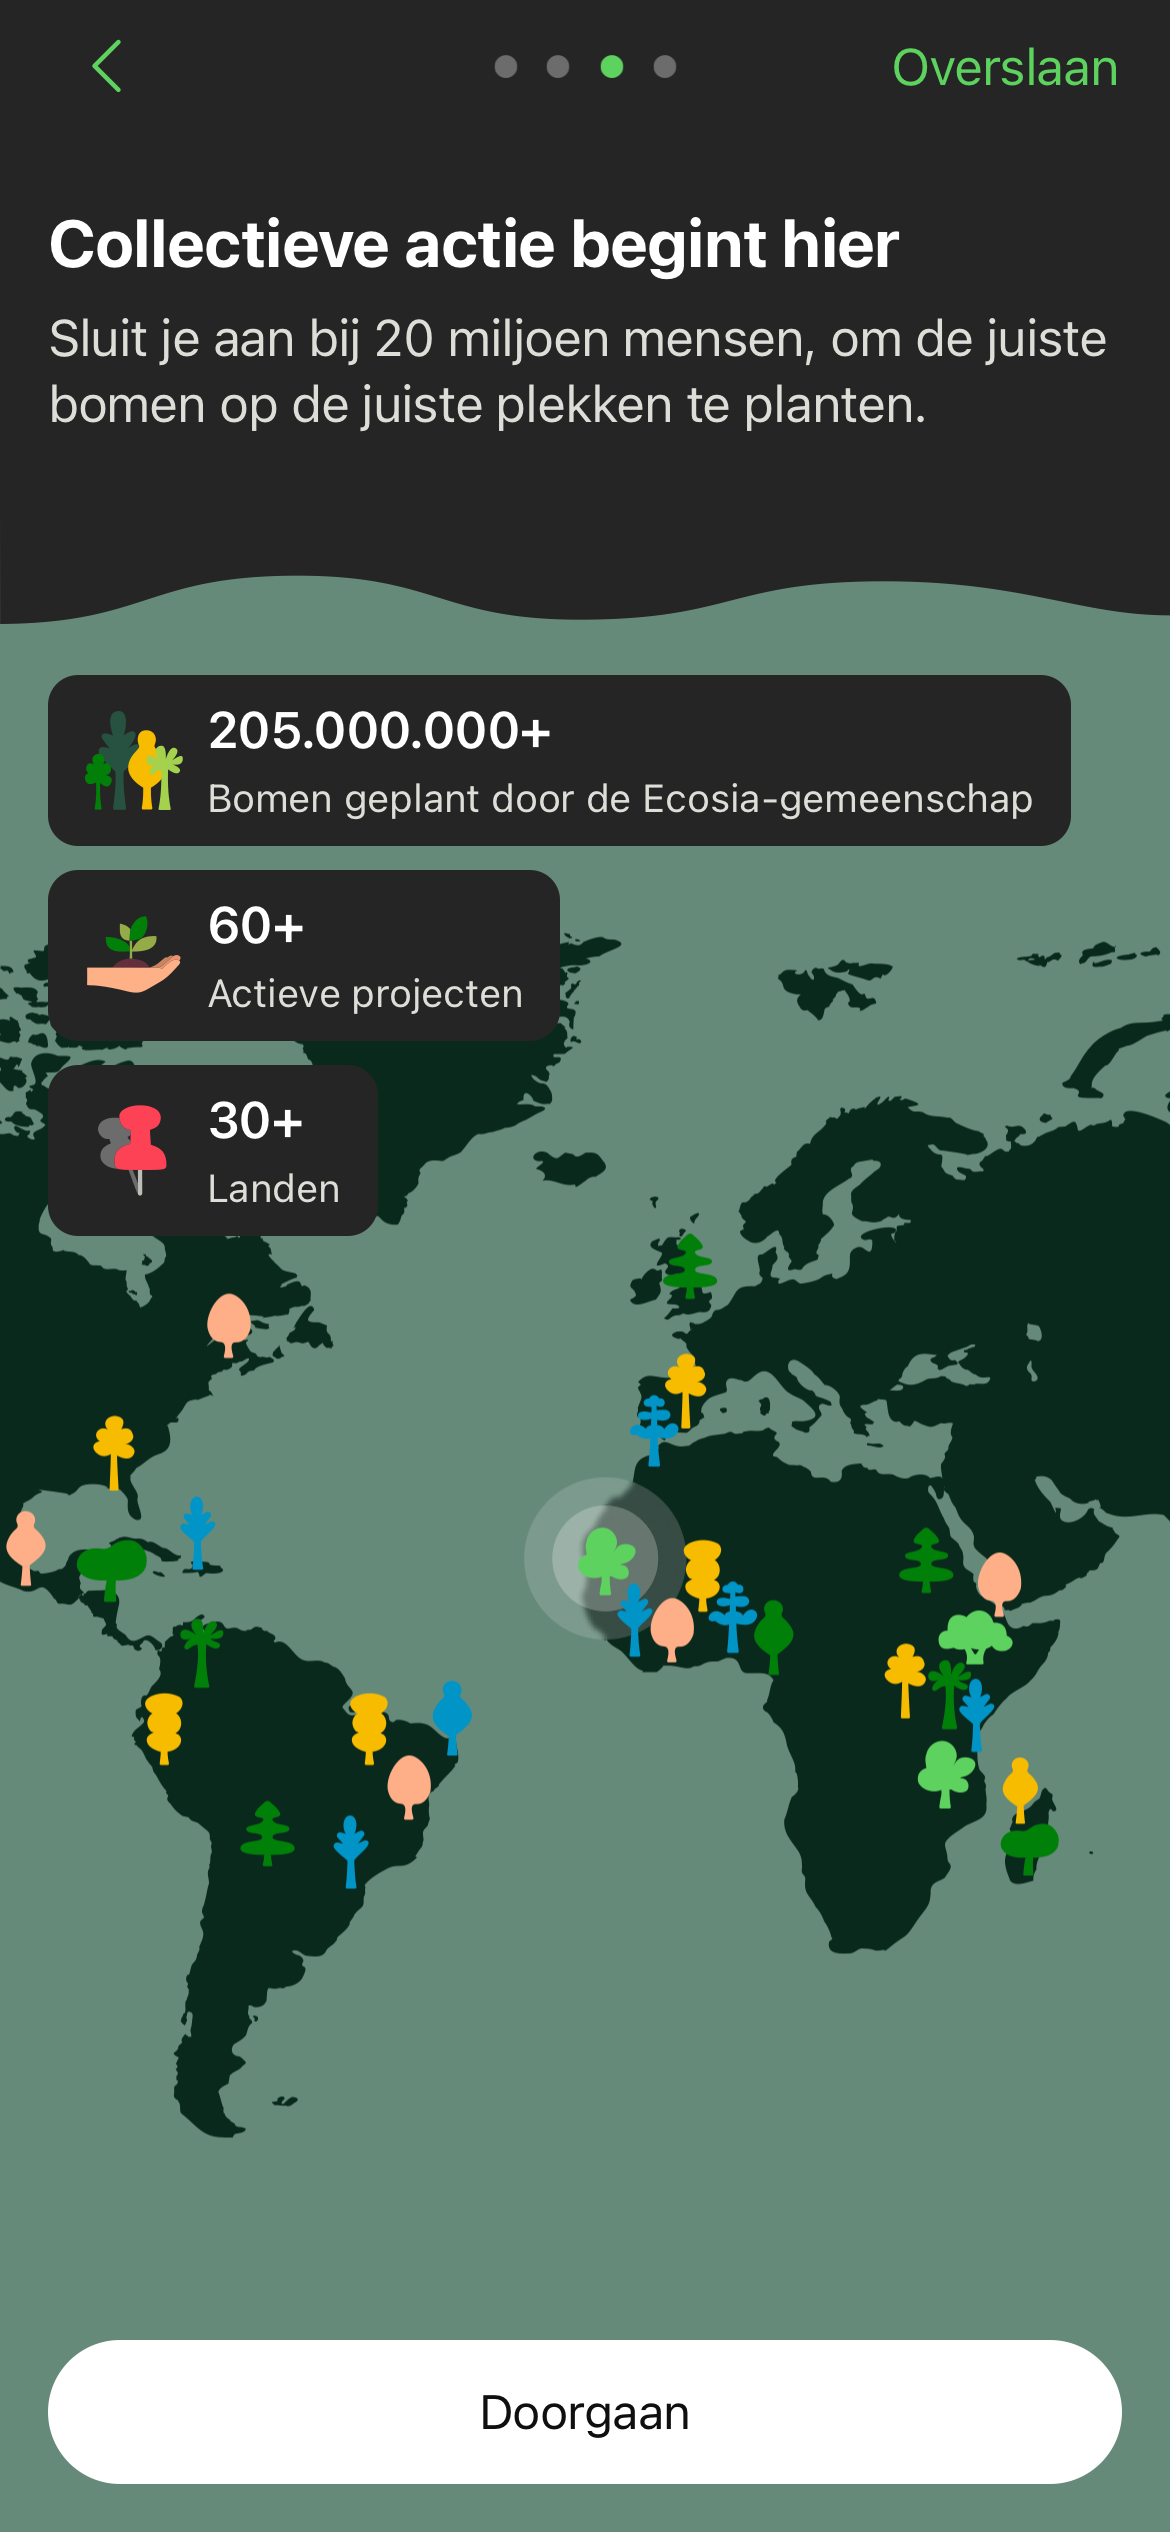 Overslaan
Collectieve actie begint hier
Sluit je aan bij 20 miljoen mensen, om de juiste
bomen op de juiste plekken te planten.
205.000.000+
Bomen geplant door de Ecosia-gemeenschap
60+
Actieve projecten
30+
Landen
Doorgaan